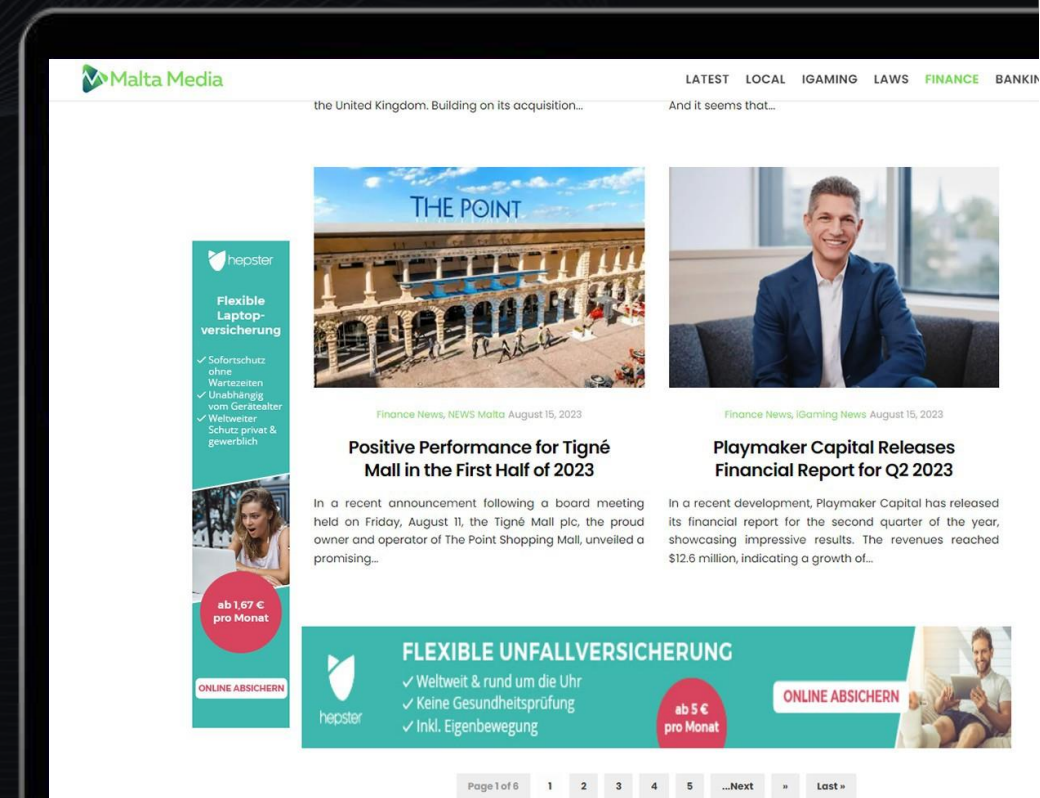 Malta Media
LATEST LOCAL IGAMING LAWS FINANCE
the United Kingdom. Building on its acquisition...
And it seems that...
THE POINT
hepster
Flexible
Laptop-
versicherung
✓ Sofortschutz
ohne
Wartezeiten
✓ Unabhängig
vom Gerätealter
✓ Weltweiter
Schutz privat &
gewerblich
ab 1,67 €
pro Monat
ONLINE ABSICHERN
Finance News, NEWS Malta August 15, 2023
Positive Performance for Tigné
Mall in the First Half of 2023
In a recent announcement following a board meeting
held on Friday, August 11, the Tigné Mall plc, the proud
owner and operator of The Point Shopping Mall, unveiled a
promising...
Finance News, iGaming News August 15, 2023
Playmaker Capital Releases
Financial Report for Q2 2023
In a recent development, Playmaker Capital has released
its financial report for the second quarter of the year,
showcasing impressive results. The revenues reached
$12.6 million, indicating a growth of...
hepster
FLEXIBLE UNFALLVERSICHERUNG
✓ Weltweit & rund um die Uhr
✓ Keine Gesundheitsprüfung
✓ Inkl. Eigenbewegung
ab 5 €
pro Monat
ONLINE ABSICHERN
Page 1 of 6 1 2 3 4 5 ...Next » Last »